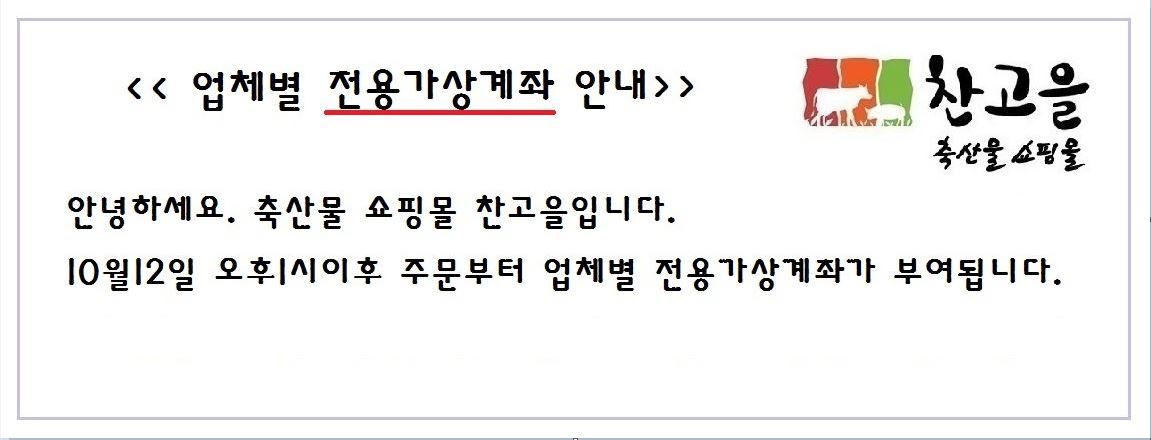 << 업체별 전용가상계좌 안내>>
찬고을
축산물 쇼핑몰
안녕하세요. 축산물 쇼핑몰 찬고을입니다.
10월12일 오후1시이후 주문부터 업체별 전용가상계좌가 부여됩니다.